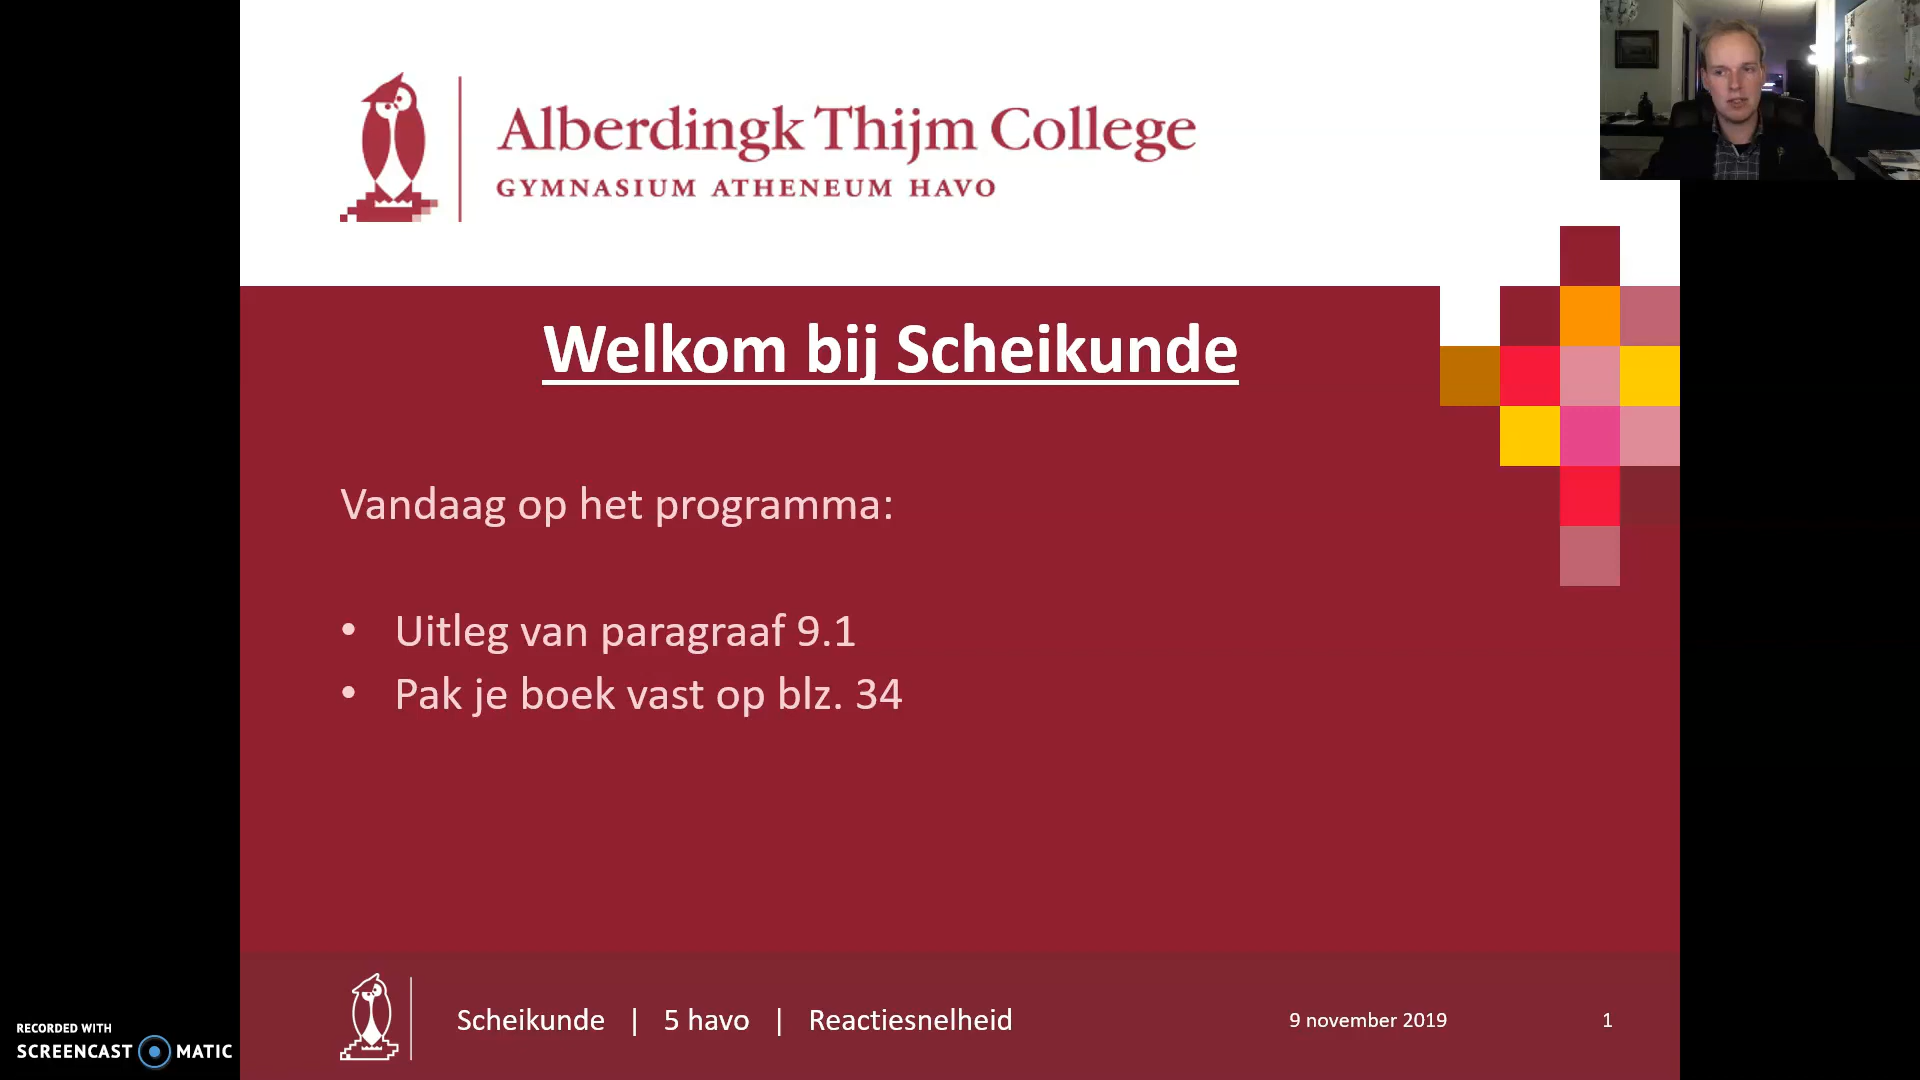 Alberdingk Thijm College
GYMNASIUM ATHENEUM HAVO
Welkom bij Scheikunde
Vandaag op het programma:
• Uitleg van paragraaf 9.1
• Pak je boek vast op blz. 34
Scheikunde | 5 havo | Reactiesnelheid
9 november 2019
1
RECORDED WITH
SCREENCAST MATIC